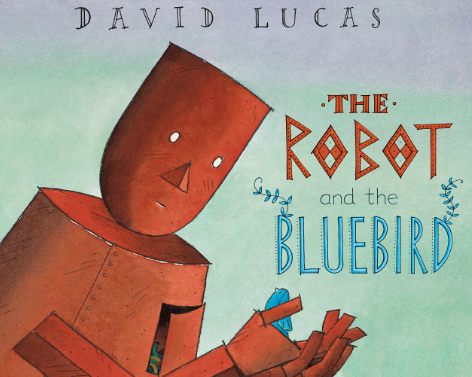 DAVID LUCAS
·THE·
ROBOT
and the
BLUEBIRD